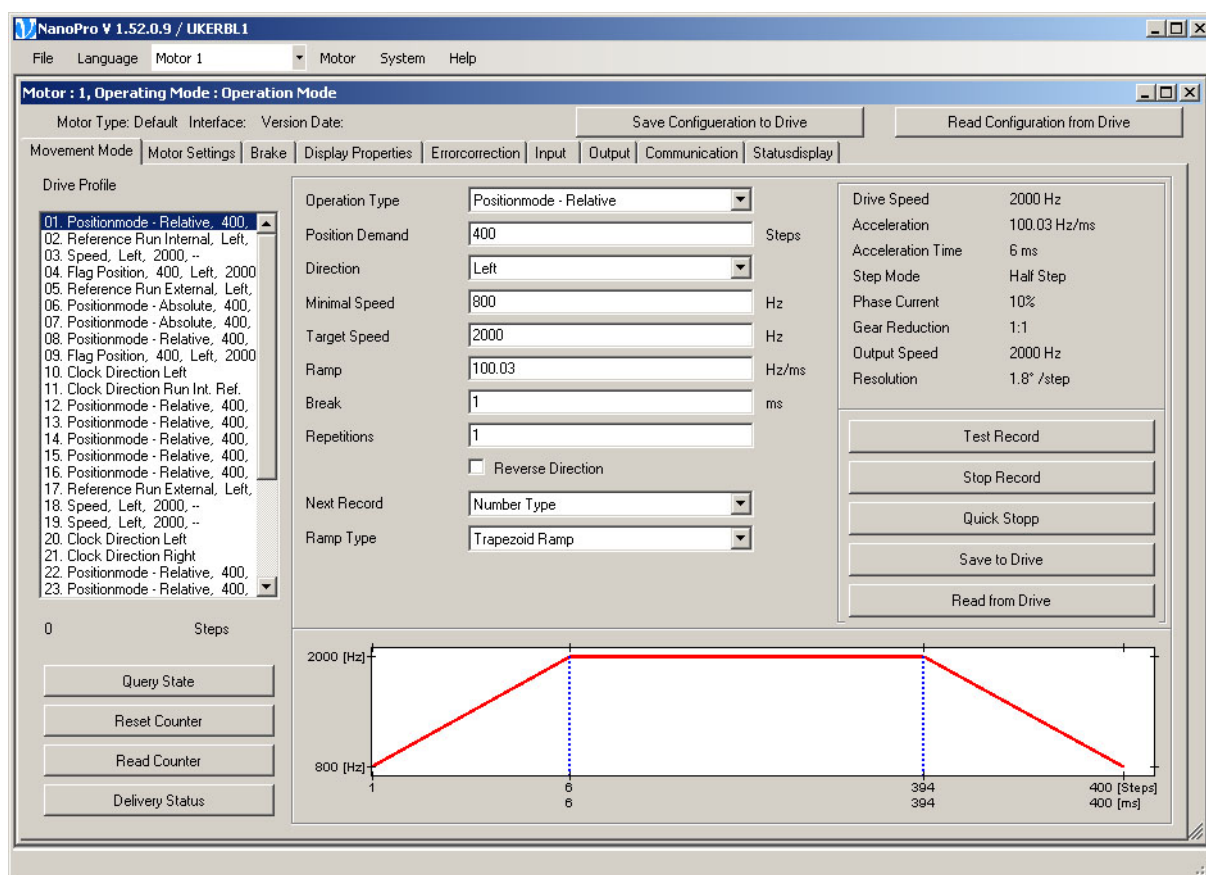 NanoPro V 1.52.0.9 / UKERBL1
File Language Motor 1 Motor System Help
Motor : 1, Operating Mode : Operation Mode
Motor Type: Default Interface: Version Date: Save Configueration to Drive Read Configuration from Drive
Movement Mode Motor Settings Brake Display Properties Errorcorrection Input Output Communication Statusdisplay
Drive Profile
01. Positionmode - Relative, 400,
02. Reference Run Internal, Left,
03. Speed, Left, 2000, --
04. Flag Position, 400, Left, 2000
05. Reference Run External, Left,
06. Positionmode - Absolute, 400,
07. Positionmode - Absolute, 400,
08. Positionmode - Relative, 400,
09. Flag Position, 400, Left, 2000
10. Clock Direction Left
11. Clock Direction Run Int. Ref.
12. Positionmode - Relative, 400,
13. Positionmode - Relative, 400,
14. Positionmode - Relative, 400,
15. Positionmode - Relative, 400,
16. Positionmode - Relative, 400,
17. Reference Run External, Left,
18. Speed, Left, 2000, --
19. Speed, Left, 2000, --
20. Clock Direction Left
21. Clock Direction Right
22. Positionmode - Relative, 400,
23. Positionmode - Relative, 400,
0 Steps
Query State
Reset Counter
Read Counter
Delivery Status
Operation Type Positionmode - Relative
Position Demand 400 Steps
Direction Left
Minimal Speed 800 Hz
Target Speed 2000 Hz
Ramp 100.03 Hz/ms
Break 1 ms
Repetitions 1
Reverse Direction
Next Record Number Type
Ramp Type Trapezoid Ramp
Drive Speed 2000 Hz
Acceleration 100.03 Hz/ms
Acceleration Time 6 ms
Step Mode Half Step
Phase Current 10%
Gear Reduction 1:1
Output Speed 2000 Hz
Resolution 1.8° /step
Test Record
Stop Record
Quick Stopp
Save to Drive
Read from Drive
2000 [Hz]
800 [Hz]
1 6 394 400 [Steps]
6 394 400 [ms]